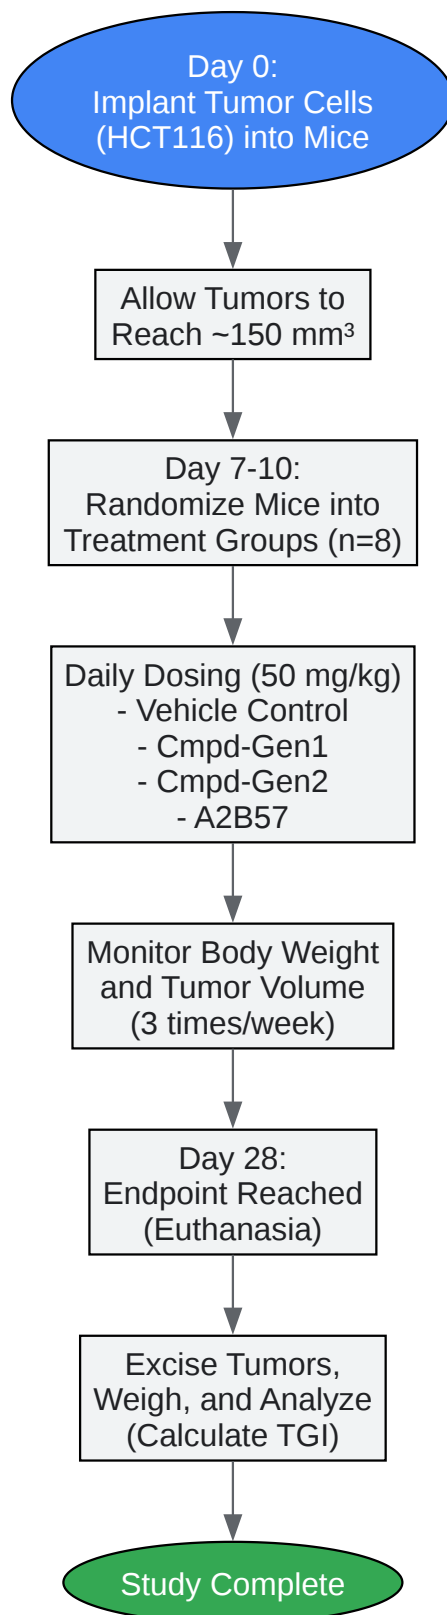 Day 0:
Implant Tumor Cells
(HCT116) into Mice
Allow Tumors to
Reach ~150 mm³
Day 7-10:
Randomize Mice into
Treatment Groups (n=8)
Daily Dosing (50 mg/kg)
- Vehicle Control
- Cmpd-Gen1
- Cmpd-Gen2
- A2B57
Monitor Body Weight
and Tumor Volume
(3 times/week)
Day 28:
Endpoint Reached
(Euthanasia)
Excise Tumors,
Weigh, and Analyze
(Calculate TGI)
Study Complete